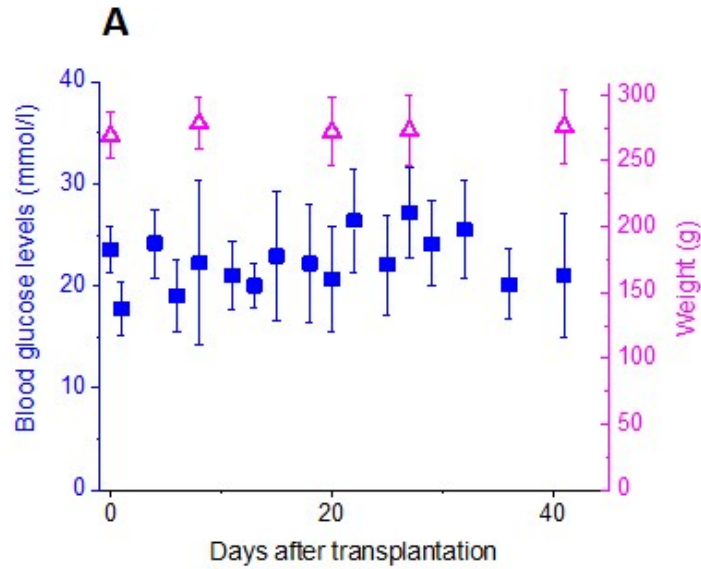 A
Blood glucose levels (mmol/l)
40
30
20
10
0
300
250
200
150
100
50
0
Weight (g)
0 20 40
Days after transplantation